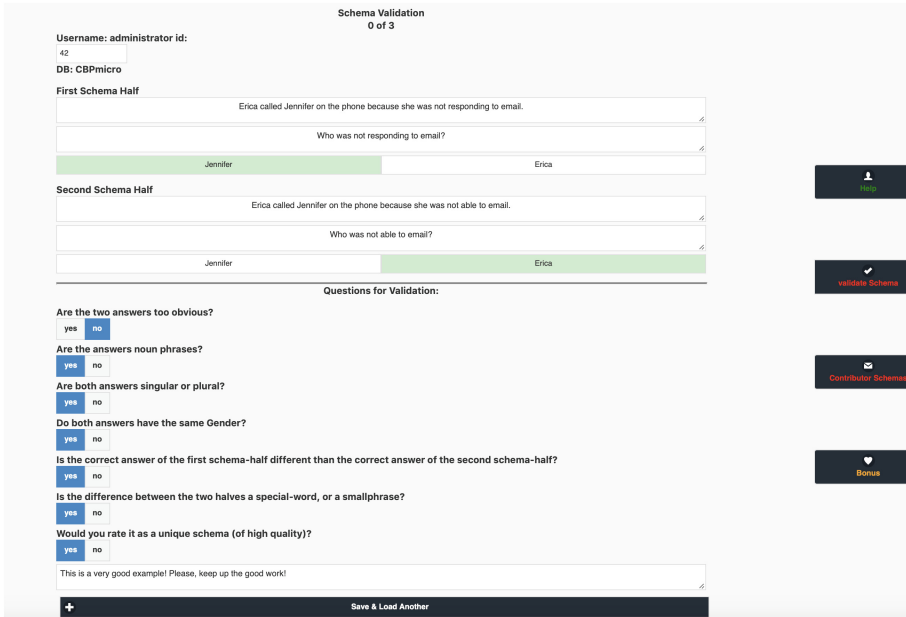 Schema Validation
0 of 3
Username: administrator id:
42
DB: CBPmicro
First Schema Half
Erica called Jennifer on the phone because she was not responding to email.
Who was not responding to email?
Jennifer Erica
Second Schema Half
Erica called Jennifer on the phone because she was not able to email.
Who was not able to email?
Jennifer Erica
Questions for Validation:
Are the two answers too obvious?
yes no
Are the answers noun phrases?
yes no
Are both answers singular or plural?
yes no
Do both answers have the same Gender?
yes no
Is the correct answer of the first schema-half different than the correct answer of the second schema-half?
yes no
Is the difference between the two halves a special-word, or a smallphrase?
yes no
Would you rate it as a unique schema (of high quality)?
yes no
This is a very good example! Please, keep up the good work!
Save & Load Another
Help
validate Schema
Contributor Schemas
Bonus